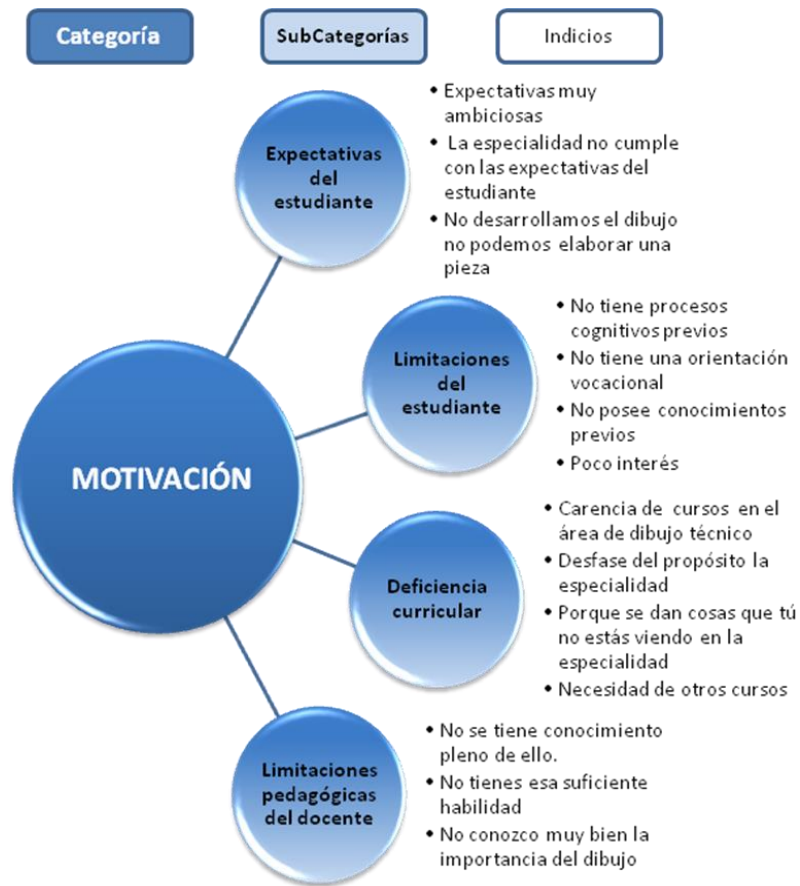 Categoría
SubCategorías
Indicios
Expectativas
del
estudiante
• Expectativas muy
ambiciosas
• La especialidad no cumple
con las expectativas del
estudiante
• No desarrollamos el dibujo
no podemos elaborar una
pieza
MOTIVACIÓN
Limitaciones
del
estudiante
• No tiene procesos
cognitivos previos
• No tiene una orientación
vocacional
• No posee conocimientos
previos
• Poco interés
Deficiencia
curricular
• Carencia de cursos en el
área de dibujo técnico
• Desfase del propósito la
especialidad
• Porque se dan cosas que tú
no estás viendo en la
especialidad
• Necesidad de otros cursos
Limitaciones
pedagógicas
del docente
• No se tiene conocimiento
pleno de ello.
• No tienes esa suficiente
habilidad
• No conozco muy bien la
importancia del dibujo